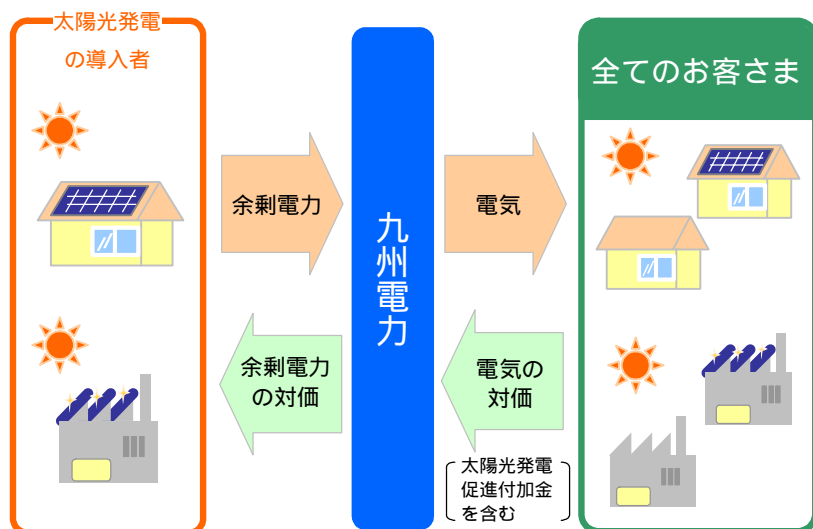 太陽光発電
の導入者
余剰電力
余剰電力
の対価
九州電力
電気
電気の
対価
太陽光発電
促進付加金
を含む
全てのお客さま